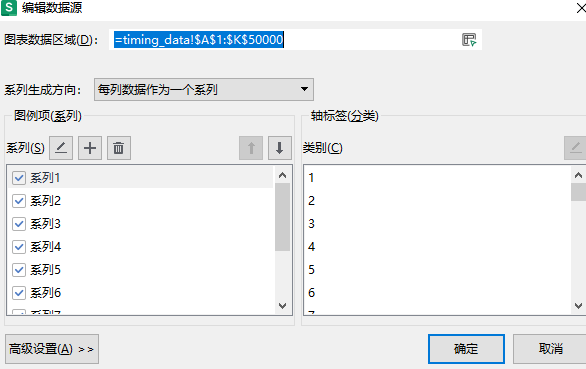 编辑数据源
图表数据区域(D)： =timing_data!$A$1:$K$50000
系列生成方向： 每列数据作为一个系列
图例项(系列)
轴标签(分类)
系列(S)
类别(C)
系列1
系列2
系列3
系列4
系列5
系列6
1
2
3
4
5
6
高级设置(A) >>
确定
取消